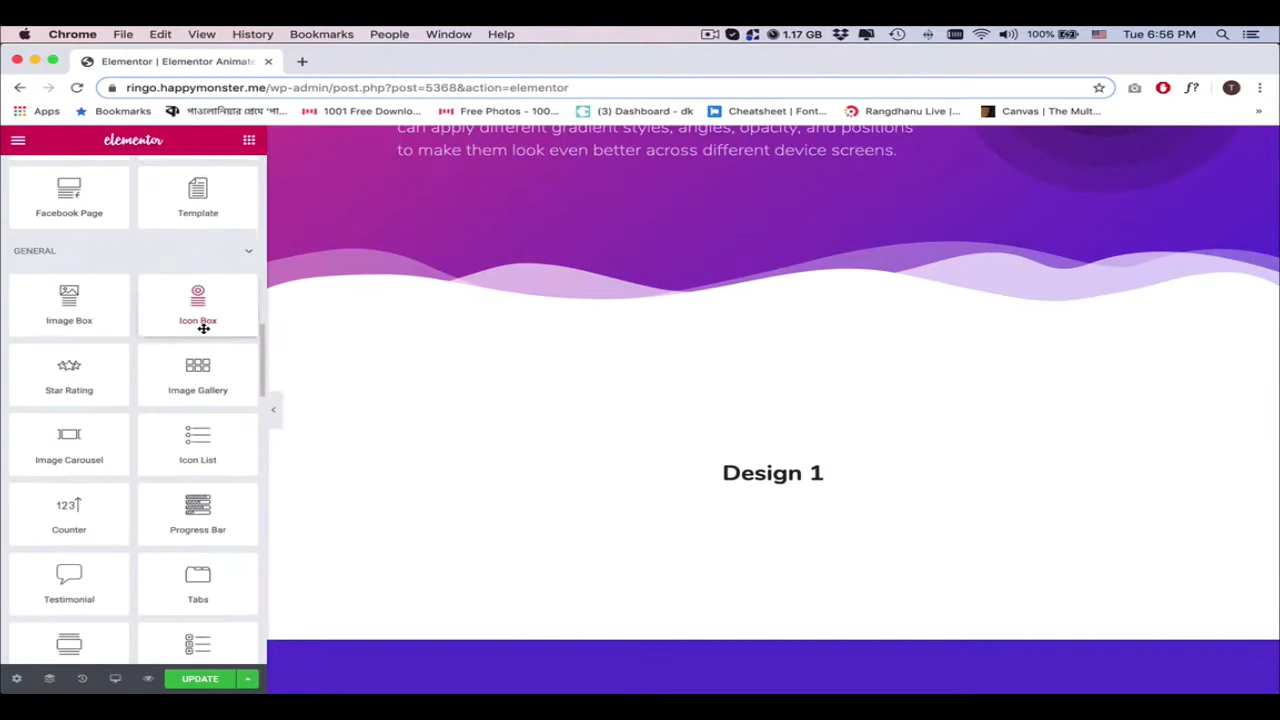 Chrome File Edit View History Bookmarks People Window Help 1.17 GB 100% Tue 6:56 PM
Elementor | Elementor Animate
ringo.happymonster.me/wp-admin/post.php?post=5368&action=elementor T f?
Apps Bookmarks 1001 Free Downlo... Free Photos - 100... (3) Dashboard - dk Cheatsheet | Font... Rangdhanu Live |... Canvas | The Mult... »
elementor
can apply different gradient styles, angles, opacity, and positions
to make them look even better across different device screens.
Facebook Page Template
GENERAL
Image Box Icon Box
Star Rating Image Gallery
Image Carousel Icon List
Design 1
123
Counter Progress Bar
Testimonial Tabs
UPDATE